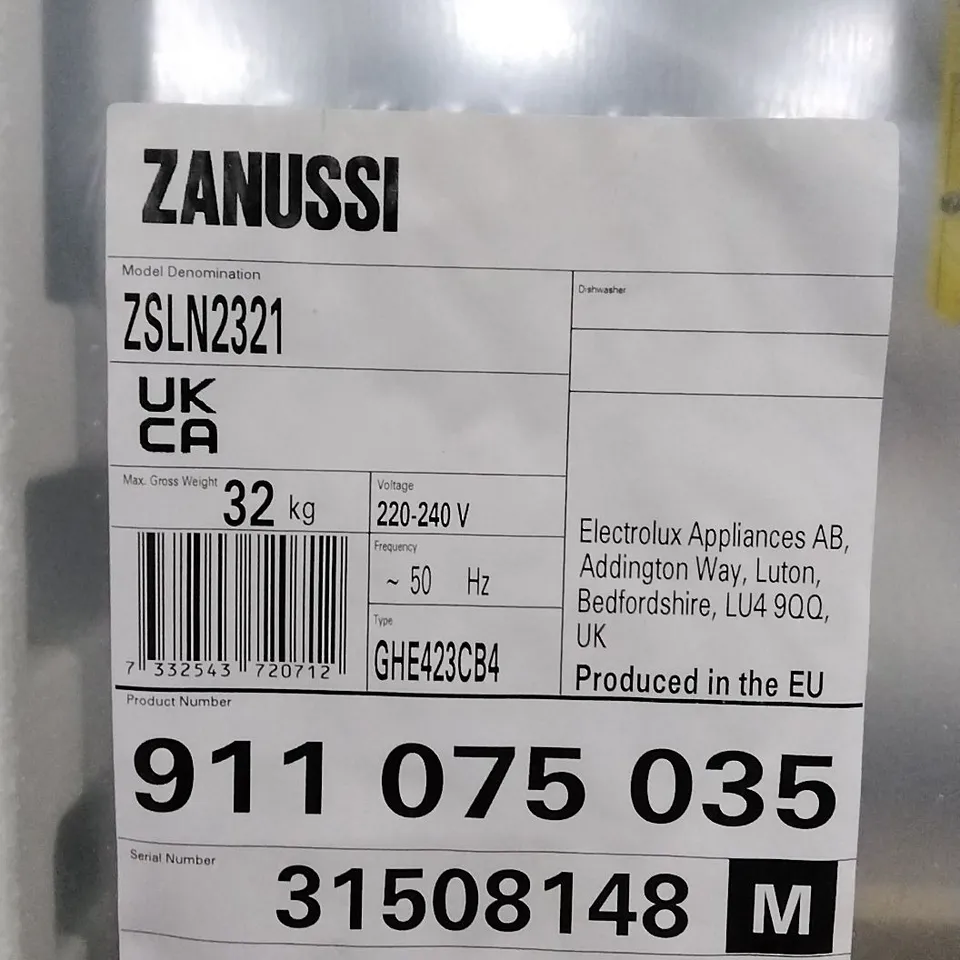 ZANUSSI
Model Denomination
ZSLN2321
Dishwasher
UK
CA
Max. Gross Weight 32 kg
Voltage
220-240 V
Frequency
~ 50 Hz
Type
GHE423CB4
7 332543 720712
Electrolux Appliances AB,
Addington Way, Luton,
Bedfordshire, LU4 9QQ,
UK
Produced in the EU
Product Number
911 075 035
Serial Number
31508148 M